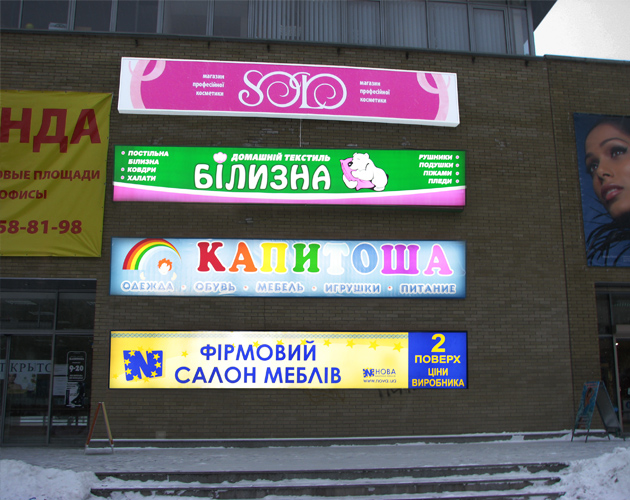 НДА
ОВЫЕ ПЛОЩАДИ
ОФИСЫ
58-81-98
магазин
професійної
косметики
SOLO
магазин
професійної
косметики
• ПОСТІЛЬНА
БІЛИЗНА
• КОВДРИ
• ХАЛАТИ
ДОМАШНІЙ ТЕКСТИЛЬ
БІЛИЗНА
РУШНИКИ •
ПОДУШКИ •
ПІЖАМИ •
ПЛЕДИ •
КАПИТОША
ОДЕЖДА • ОБУВЬ • МЕБЕЛЬ • ИГРУШКИ • ПИТАНИЕ
ФІРМОВИЙ
САЛОН МЕБЛІВ
НОВА
www.nova.ua
2
ПОВЕРХ
ЦІНИ
ВИРОБНИКА
9-20